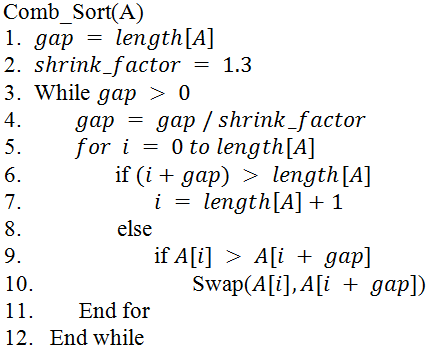 Comb_Sort(A)
1. gap = length[A]
2. shrink_factor = 1.3
3. While gap > 0
4. gap = gap / shrink_factor
5. for i = 0 to length[A]
6. if (i + gap) > length[A]
7. i = length[A] + 1
8. else
9. if A[i] > A[i + gap]
10. Swap(A[i], A[i + gap])
11. End for
12. End while